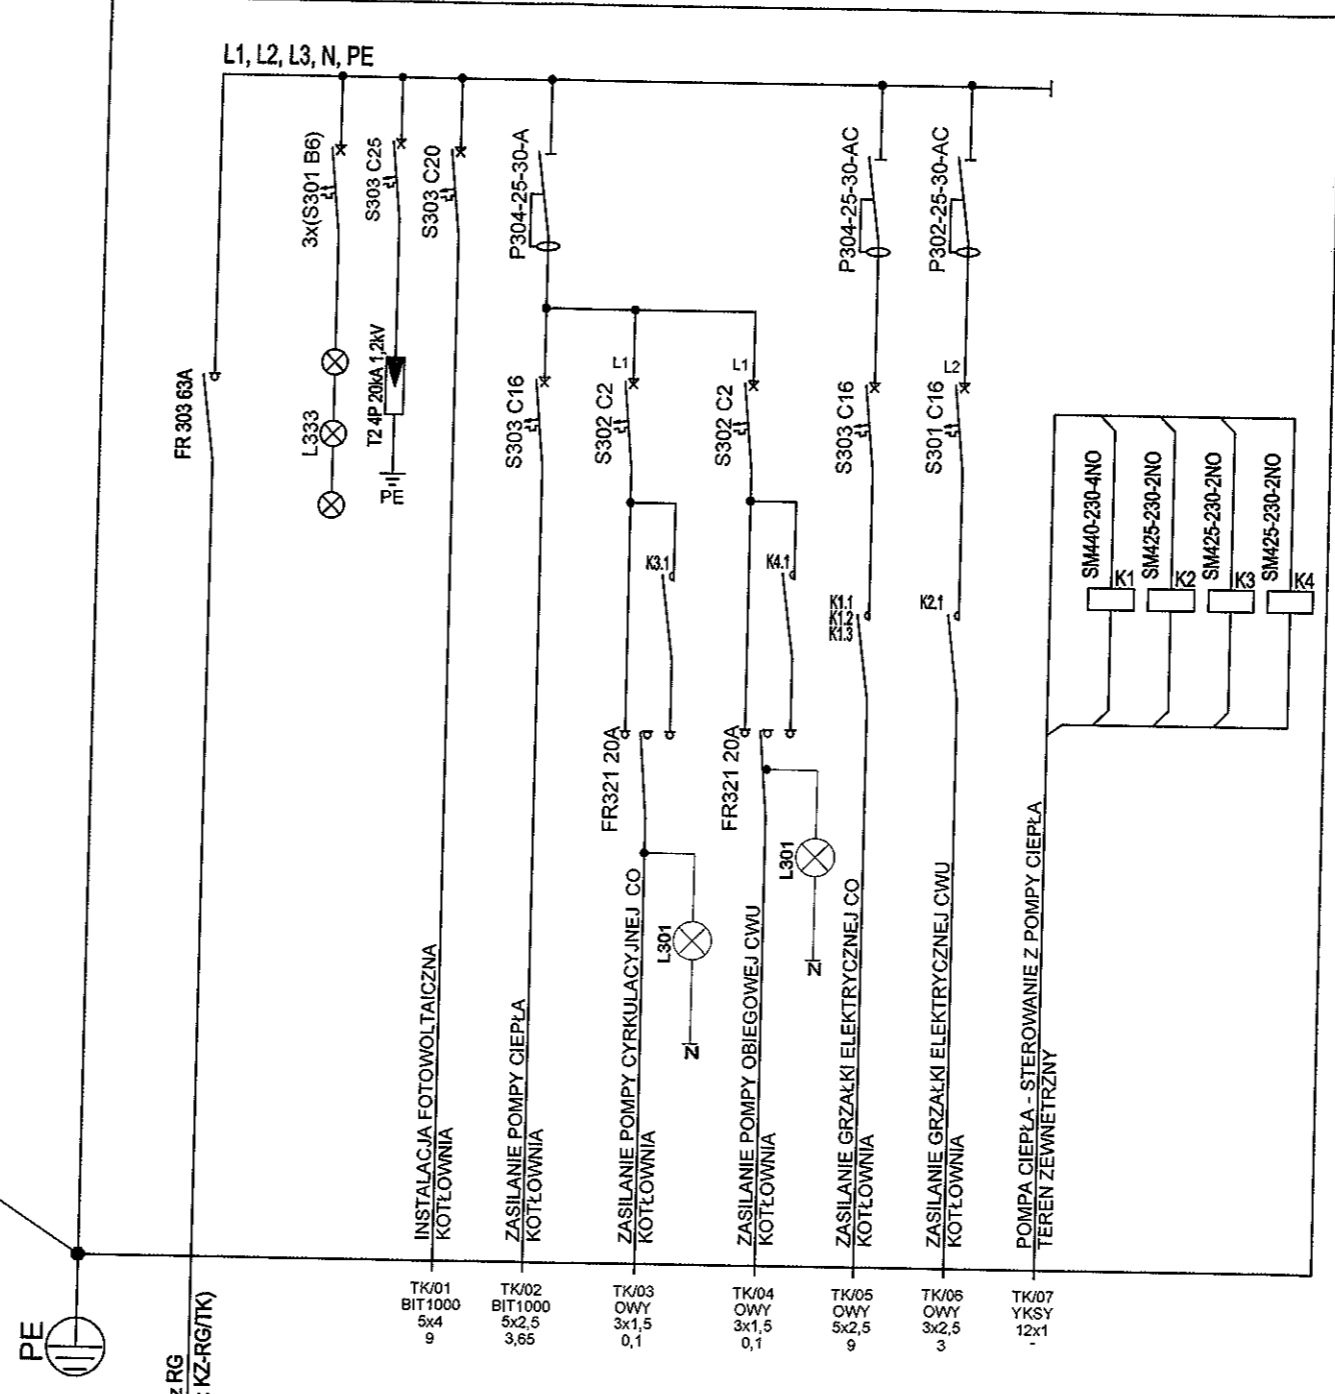 L1, L2, L3, N, PE
FR 303 63A
3x(S301 B6)
L333
S303 C25
T2 4P 20kA 1,2kV
PE
S303 C20
P304-25-30-A
S303 C16
L1
S302 C2
K3.1
FR321 20A
L301
N
L1
S302 C2
K4.1
FR321 20A
L301
N
P304-25-30-AC
S303 C16
K1.1
K1.2
K1.3
P302-25-30-AC
L2
S301 C16
K2.1
SM440-230-4NO
K1
SM425-230-2NO
K2
SM425-230-2NO
K3
SM425-230-2NO
K4
INSTALACJA FOTOWOLTAICZNA
KOTŁOWNIA
ZASILANIE POMPY CIEPŁA
KOTŁOWNIA
ZASILANIE POMPY CYRKULACYJNEJ CO
KOTŁOWNIA
ZASILANIE POMPY OBIEGOWEJ CWU
KOTŁOWNIA
ZASILANIE GRZAŁKI ELEKTRYCZNEJ CO
KOTŁOWNIA
ZASILANIE GRZAŁKI ELEKTRYCZNEJ CWU
KOTŁOWNIA
POMPA CIEPŁA - STEROWANIE Z POMPY CIEPŁA
TEREN ZEWNETRZNY
TK/01
BIT1000
5x4
9
TK/02
BIT1000
5x2,5
3,65
TK/03
OWY
3x1,5
0,1
TK/04
OWY
3x1,5
0,1
TK/05
OWY
5x2,5
9
TK/06
OWY
3x2,5
3
TK/07
YKSY
12x1
-
PE
z RG
KZ-RG/TK)